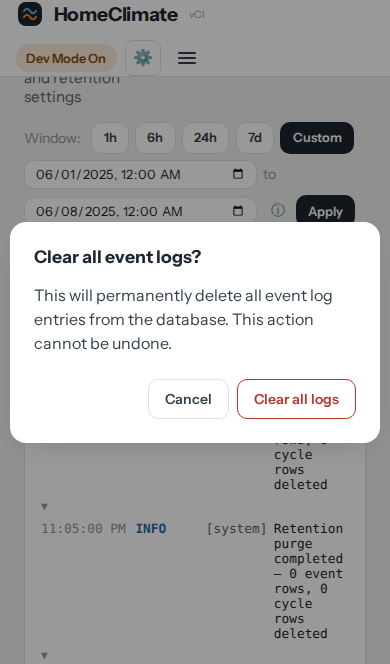 HomeClimate vCI
Dev Mode On
and retention
settings
Window: 1h 6h 24h 7d Custom
06/01/2025, 12:00 AM to
06/08/2025, 12:00 AM Apply
Clear all event logs?
This will permanently delete all event log
entries from the database. This action
cannot be undone.
Cancel Clear all logs
rows, 0
cycle
rows
deleted
11:05:00 PM INFO [system] Retention
purge
completed
— 0 event
rows, 0
cycle
rows
deleted